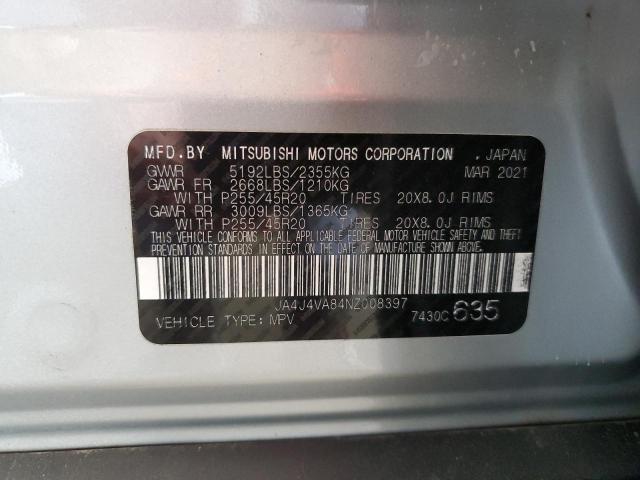 MFD.BY MITSUBISHI MOTORS CORPORATION .JAPAN
GVWR 5192LBS/2355KG MAR 2021
GAWR FR 2668LBS/1210KG
WITH P255/45R20 TIRES 20X8.0J RIMS
GAWR RR 3009LBS/1365KG
WITH P255/45R20 TIRES 20X8.0J RIMS
THIS VEHICLE CONFORMS TO ALL APPLICABLE FEDERAL MOTOR VEHICLE SAFETY AND THEFT
PREVENTION STANDARDS IN EFFECT ON THE DATE OF MANUFACTURE SHOWN ABOVE.
JA4J4VA84NZ008397
VEHICLE TYPE:MPV 7430C 635